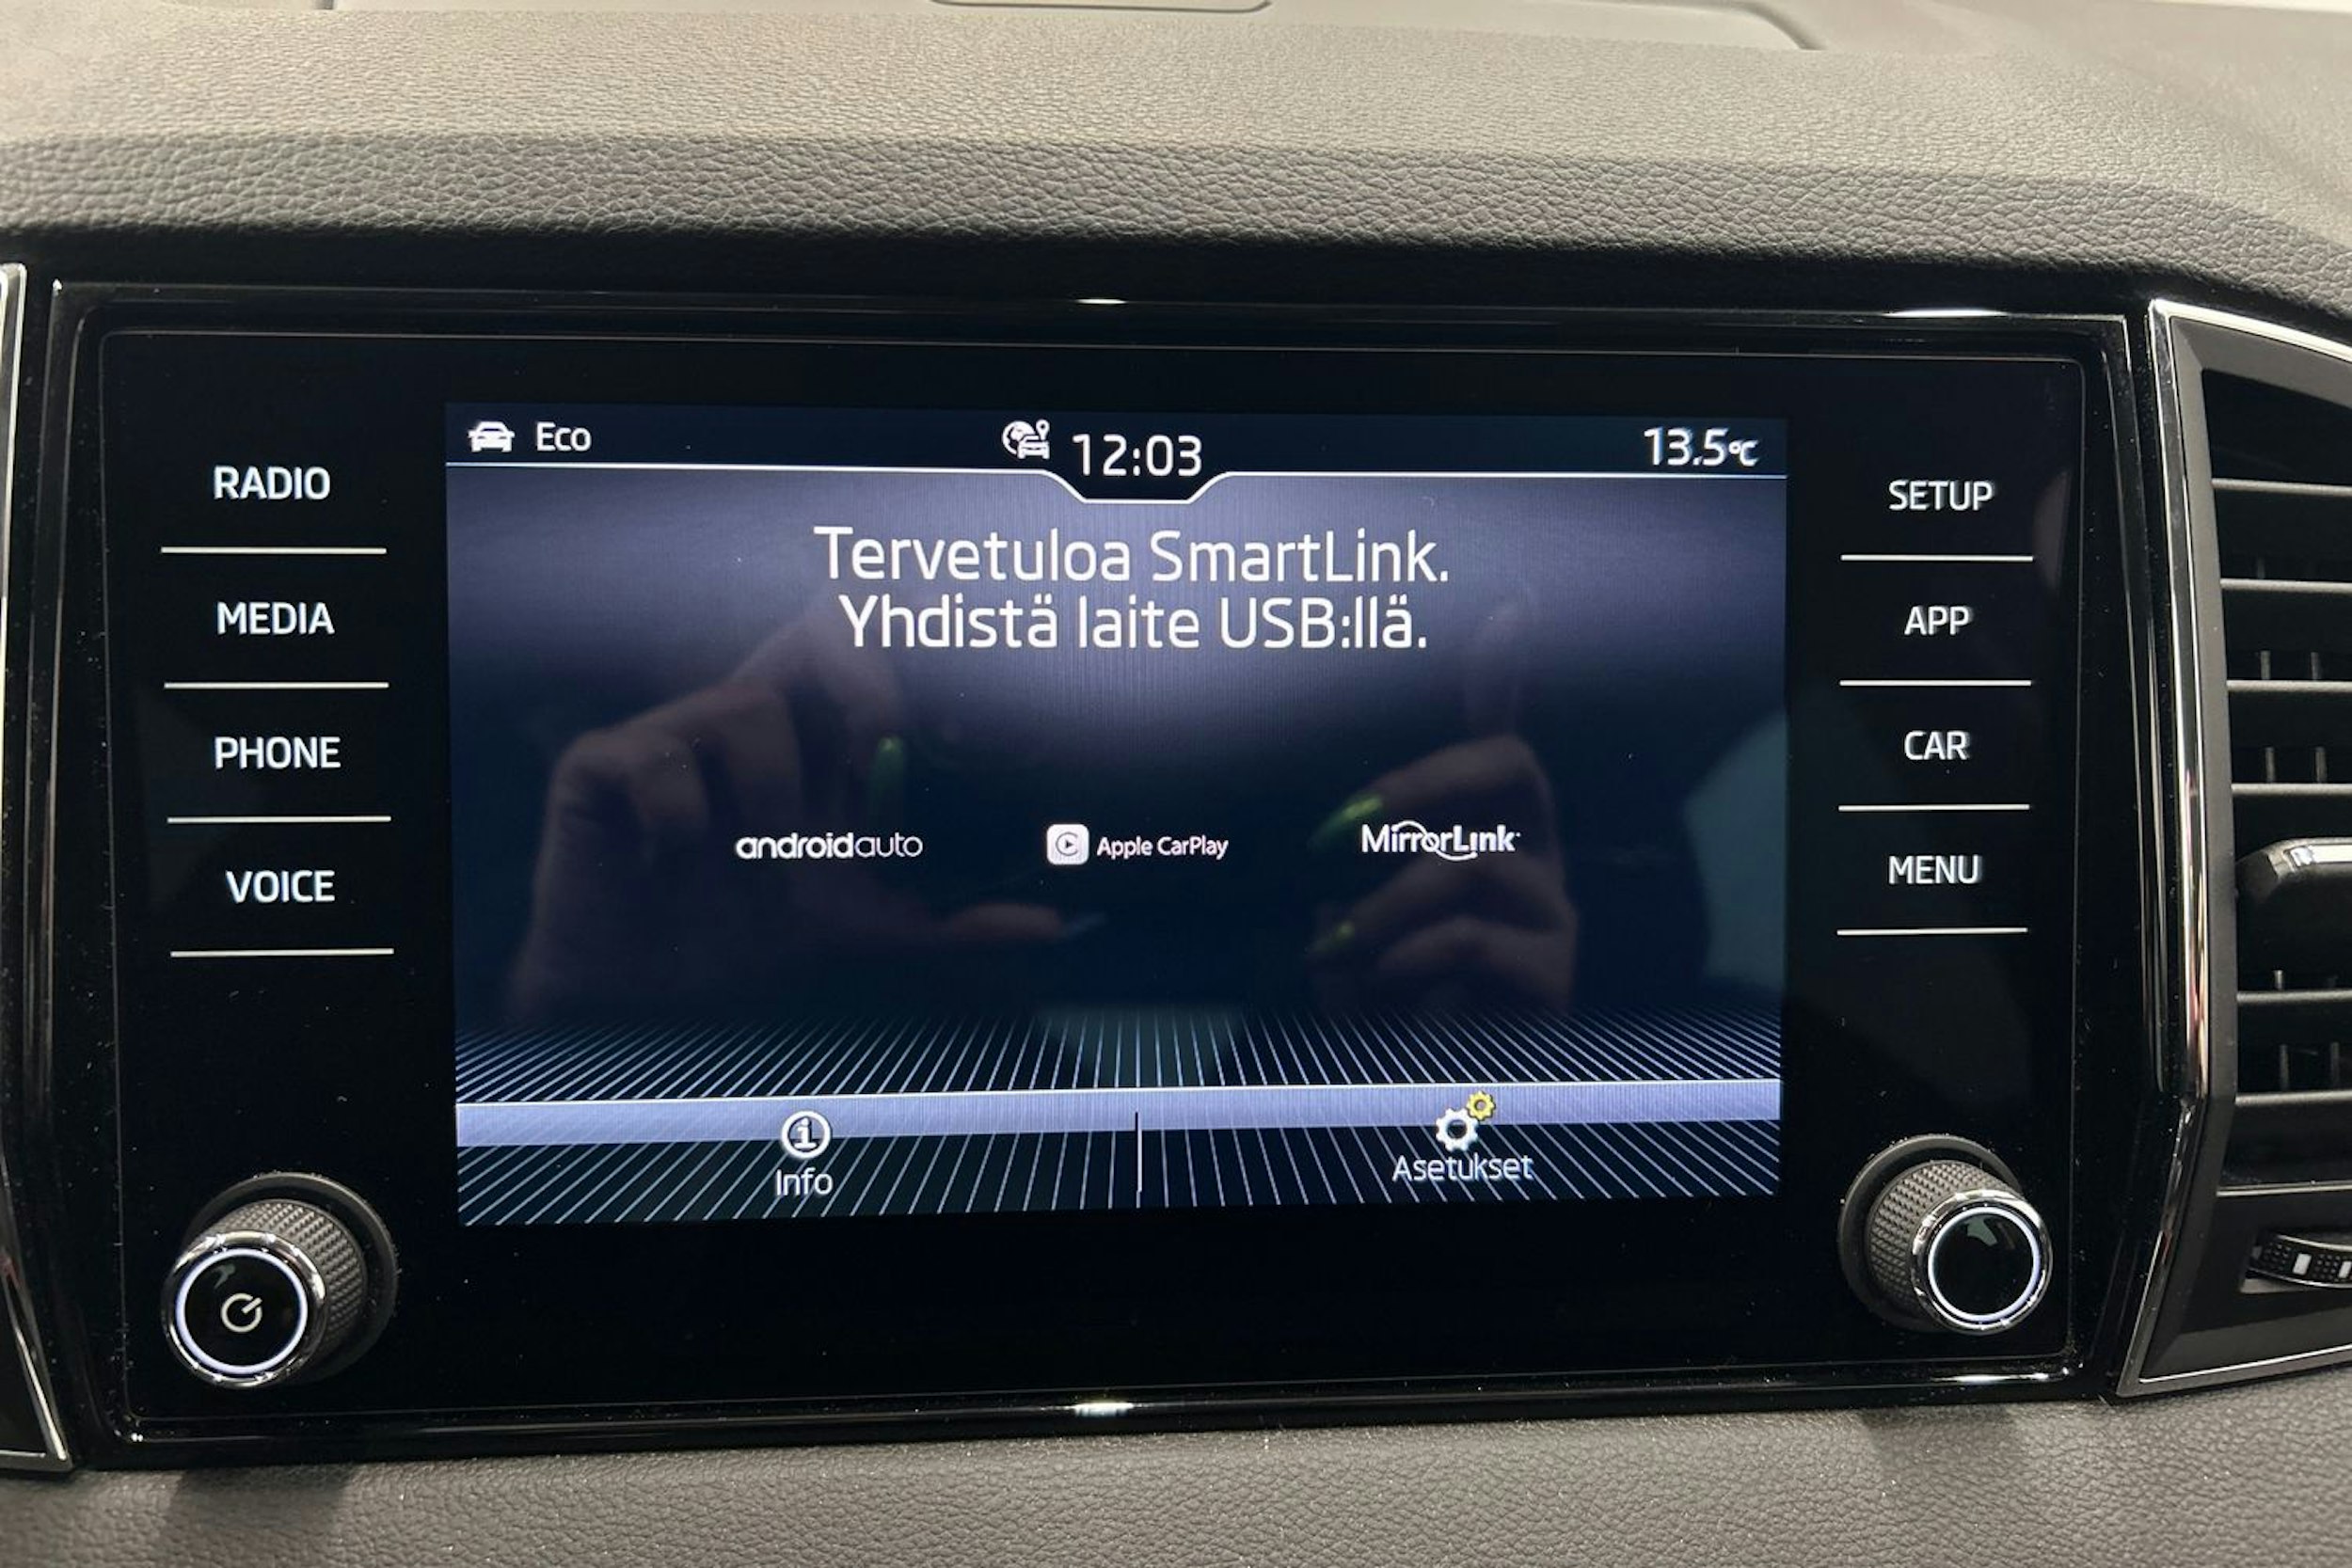 Eco
12:03
13.5°C
RADIO
MEDIA
PHONE
VOICE
Tervetuloa SmartLink.
Yhdistä laite USB:llä.
androidauto
Apple CarPlay
MirrorLink
Info
Asetukset
SETUP
APP
CAR
MENU